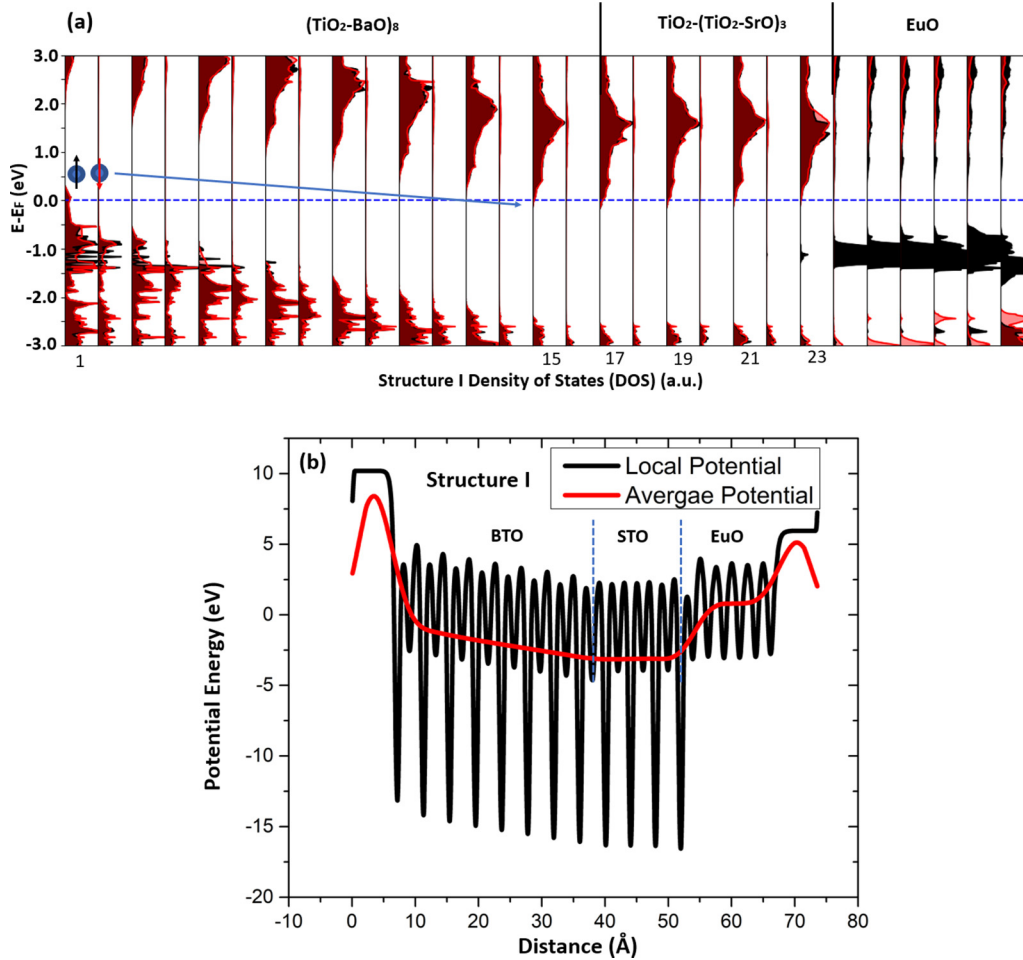 (a)
(TiO₂-BaO)₈
TiO₂-(TiO₂-SrO)₃
EuO
3.0
2.0
1.0
0.0
-1.0
-2.0
-3.0
E-EF (eV)
1
15
17
19
21
23
Structure I Density of States (DOS) (a.u.)
(b)
Structure I
Local Potential
Avergae Potential
BTO
STO
EuO
10
5
0
-5
-10
-15
-20
Potential Energy (eV)
-10 0 10 20 30 40 50 60 70 80
Distance (Å)